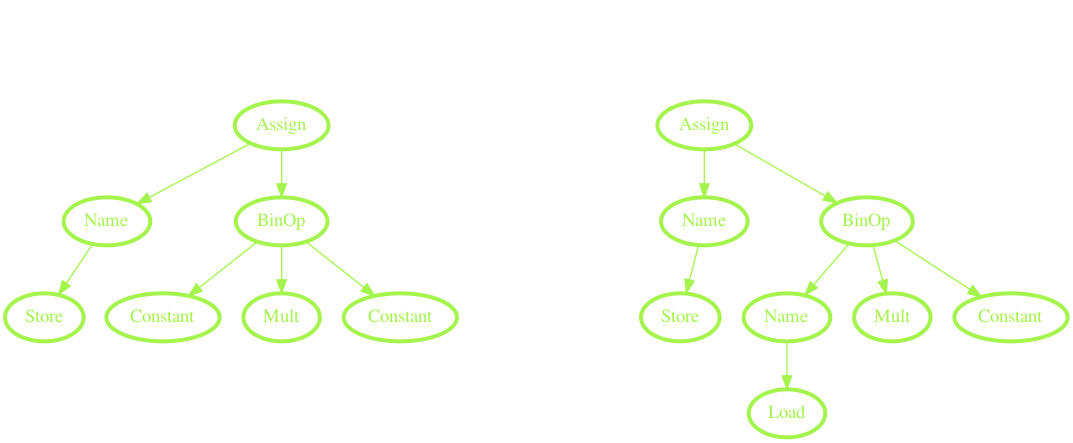 Assign Assign
Name BinOp Name BinOp
Store Constant Mult Constant Store Name Mult Constant
Load